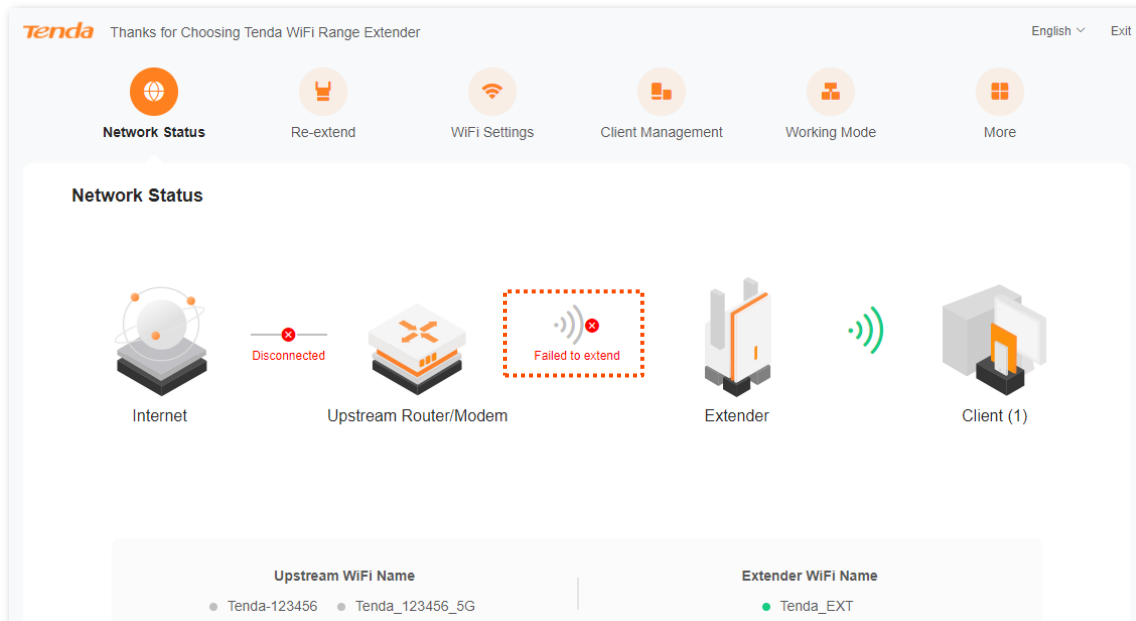 Tenda Thanks for Choosing Tenda WiFi Range Extender English Exit
Network Status Re-extend WiFi Settings Client Management Working Mode More
Network Status
Disconnected Failed to extend
Internet Upstream Router/Modem Extender Client (1)
Upstream WiFi Name Extender WiFi Name
Tenda-123456 Tenda_123456_5G Tenda_EXT